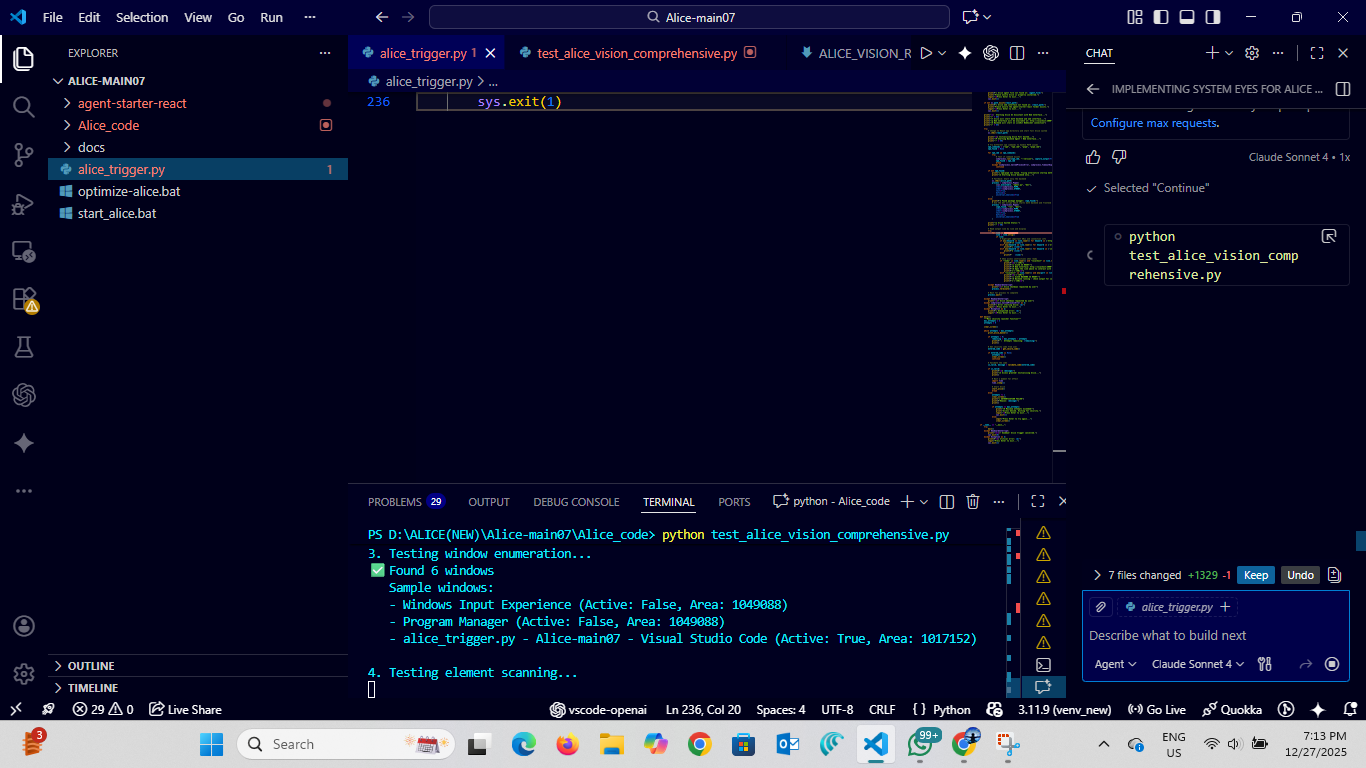 File Edit Selection View Go Run ··· Alice-main07
EXPLORER ···
ALICE-MAIN07
agent-starter-react
Alice_code
docs
alice_trigger.py 1
optimize-alice.bat
start_alice.bat
OUTLINE
TIMELINE
alice_trigger.py 1 test_alice_vision_comprehensive.py ALICE_VISION_R ···
alice_trigger.py > ...
236 sys.exit(1)
PROBLEMS 29 OUTPUT DEBUG CONSOLE TERMINAL PORTS python - Alice_code ···
PS D:\ALICE(NEW)\Alice-main07\Alice_code> python test_alice_vision_comprehensive.py
3. Testing window enumeration...
✅ Found 6 windows
Sample windows:
- Windows Input Experience (Active: False, Area: 1049088)
- Program Manager (Active: False, Area: 1049088)
- alice_trigger.py - Alice-main07 - Visual Studio Code (Active: True, Area: 1017152)
4. Testing element scanning...
CHAT ···
IMPLEMENTING SYSTEM EYES FOR ALICE ...
Configure max requests.
Claude Sonnet 4 • 1x
Selected "Continue"
python
test_alice_vision_comp
rehensive.py
7 files changed +1329 -1 Keep Undo
alice_trigger.py +
Describe what to build next
Agent Claude Sonnet 4
29 0 Live Share vscode-openai Ln 236, Col 20 Spaces: 4 UTF-8 CRLF { } Python 3.11.9 (venv_new) Go Live Quokka
3 Search 99+ ENG 7:13 PM
US 12/27/2025